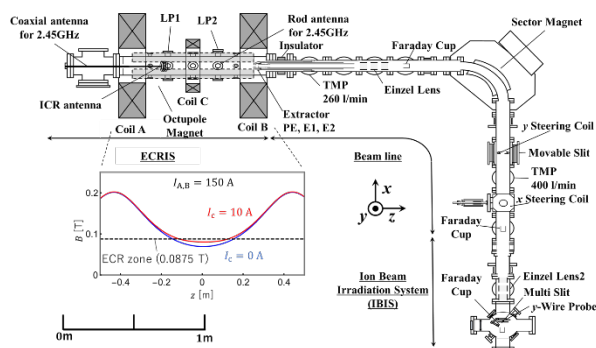 Coaxial antenna
for 2.45GHz
LP1
LP2
Rod antenna
for 2.45GHz
Insulator
Faraday Cup
Sector Magnet
ICR antenna
Coil A
Octupole
Magnet
Coil C
Coil B
Extractor
PE, E1, E2
TMP
260 l/min
Einzel Lens
ECRIS
Beam line
y Steering Coil
Movable Slit
TMP
400 l/min
x Steering Coil
Faraday
Cup
I_A,B = 150 A
I_c = 10 A
I_c = 0 A
ECR zone (0.0875 T)
B [T]
0.2
0.1
0.0
−0.4
−0.2
0.0
0.2
0.4
z [m]
x
y
z
Ion Beam
Irradiation System
(IBIS)
Faraday
Cup
Einzel Lens2
Multi Slit
y-Wire Probe
0m
1m